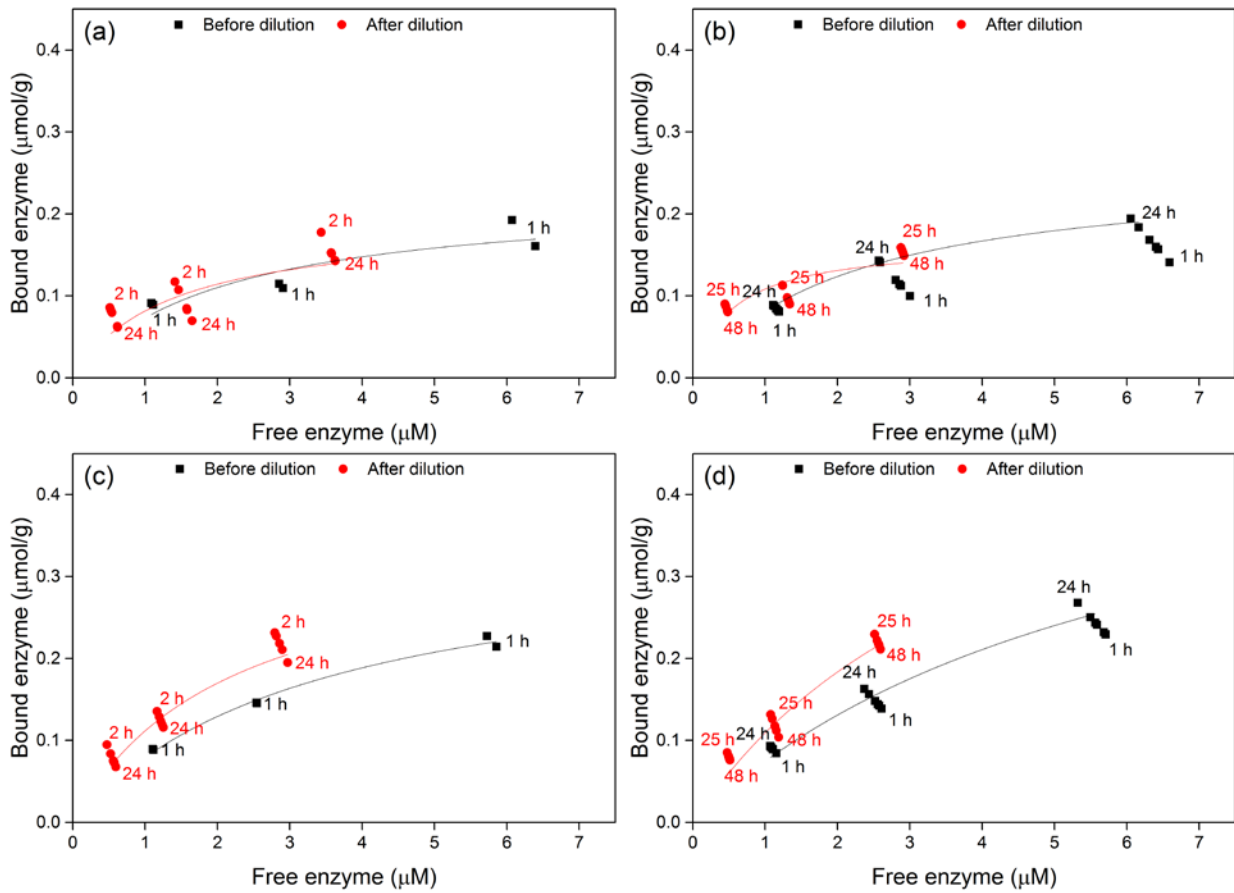 (a)
Before dilution
After dilution
0.4
0.3
0.2
0.1
0.0
Bound enzyme (μmol/g)
2 h
24 h
2 h
24 h
2 h
24 h
1 h
1 h
1 h
0 1 2 3 4 5 6 7
Free enzyme (μM)
(b)
Before dilution
After dilution
0.4
0.3
0.2
0.1
0.0
Bound enzyme (μmol/g)
25 h
48 h
24 h
1 h
25 h
48 h
24 h
1 h
25 h
48 h
24 h
1 h
0 1 2 3 4 5 6 7
Free enzyme (μM)
(c)
Before dilution
After dilution
0.4
0.3
0.2
0.1
0.0
Bound enzyme (μmol/g)
2 h
24 h
2 h
24 h
2 h
24 h
1 h
1 h
1 h
0 1 2 3 4 5 6 7
Free enzyme (μM)
(d)
Before dilution
After dilution
0.4
0.3
0.2
0.1
0.0
Bound enzyme (μmol/g)
25 h
48 h
24 h
1 h
25 h
48 h
24 h
1 h
25 h
48 h
24 h
1 h
0 1 2 3 4 5 6 7
Free enzyme (μM)